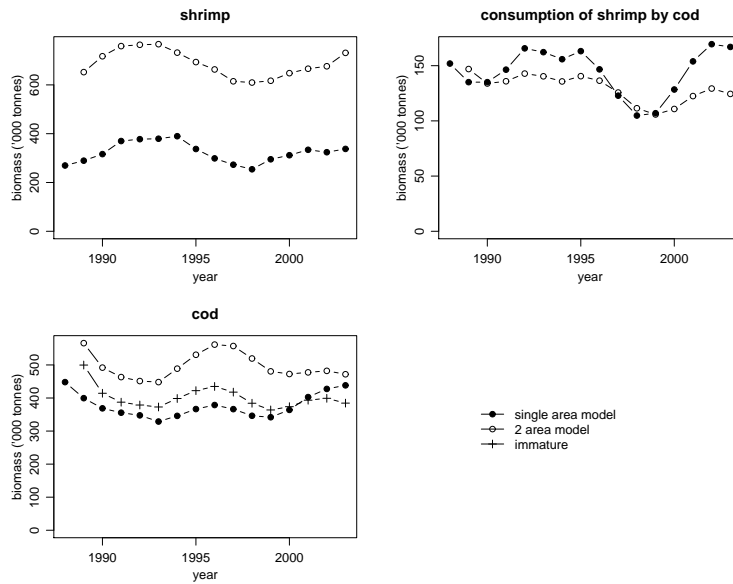 shrimp
biomass ('000 tonnes)
0 200 400 600
1990 1995 2000
year
consumption of shrimp by cod
biomass ('000 tonnes)
0 50 100 150
1990 1995 2000
year
cod
biomass ('000 tonnes)
0 100 200 300 400 500
1990 1995 2000
year
single area model
2 area model
immature